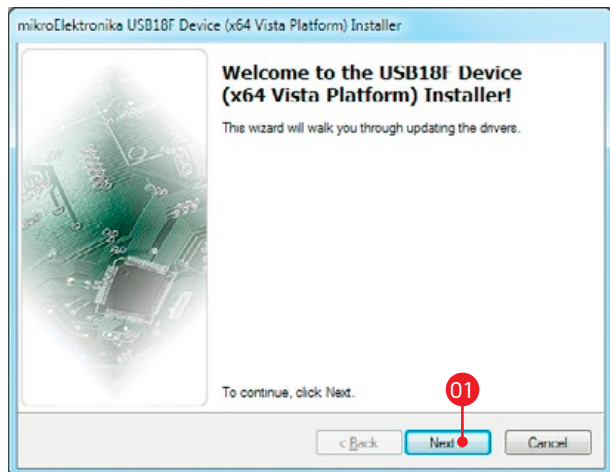 mikroElektronika USB18F Device (x64 Vista Platform) Installer
Welcome to the USB18F Device
(x64 Vista Platform) Installer!
This wizard will walk you through updating the drivers.
To continue, click Next.
01
< Back
Next
Cancel